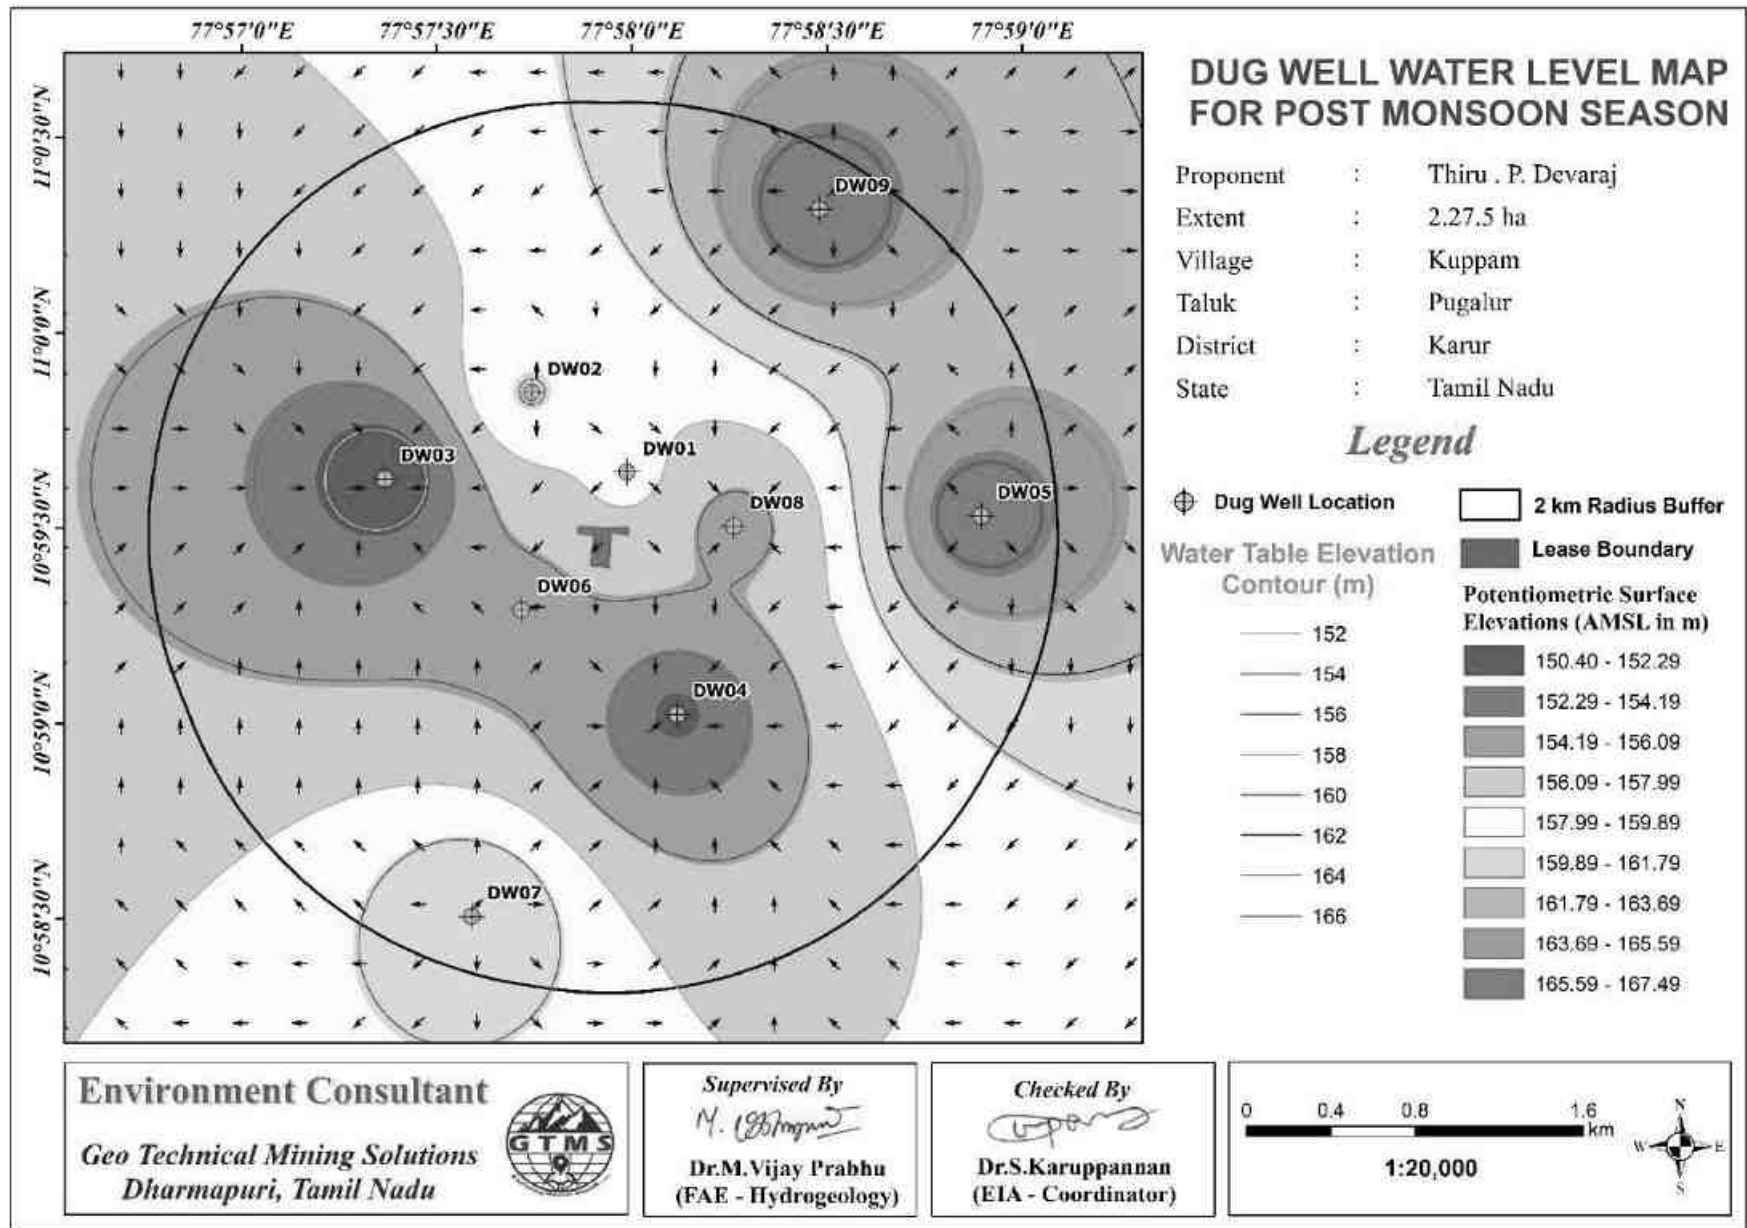 77°57'0"E 77°57'30"E 77°58'0"E 77°58'30"E 77°59'0"E
11°0'30"N
11°0'0"N
10°59'30"N
10°59'0"N
10°58'30"N
DW09
DW02
DW01
DW03
DW08
DW05
DW06
DW04
DW07
DUG WELL WATER LEVEL MAP
FOR POST MONSOON SEASON
Proponent : Thiru . P. Devaraj
Extent : 2.27.5 ha
Village : Kuppam
Taluk : Pugalur
District : Karur
State : Tamil Nadu
Legend
Dug Well Location
2 km Radius Buffer
Lease Boundary
Water Table Elevation
Contour (m)
152
154
156
158
160
162
164
166
Potentiometric Surface
Elevations (AMSL in m)
150.40 - 152.29
152.29 - 154.19
154.19 - 156.09
156.09 - 157.99
157.99 - 159.89
159.89 - 161.79
161.79 - 163.69
163.69 - 165.59
165.59 - 167.49
Environment Consultant
Geo Technical Mining Solutions
Dharmapuri, Tamil Nadu
GTMS
Supervised By
Dr.M.Vijay Prabhu
(FAE - Hydrogeology)
Checked By
Dr.S.Karuppannan
(EIA - Coordinator)
0 0.4 0.8 1.6
km
1:20,000
N
W E
S